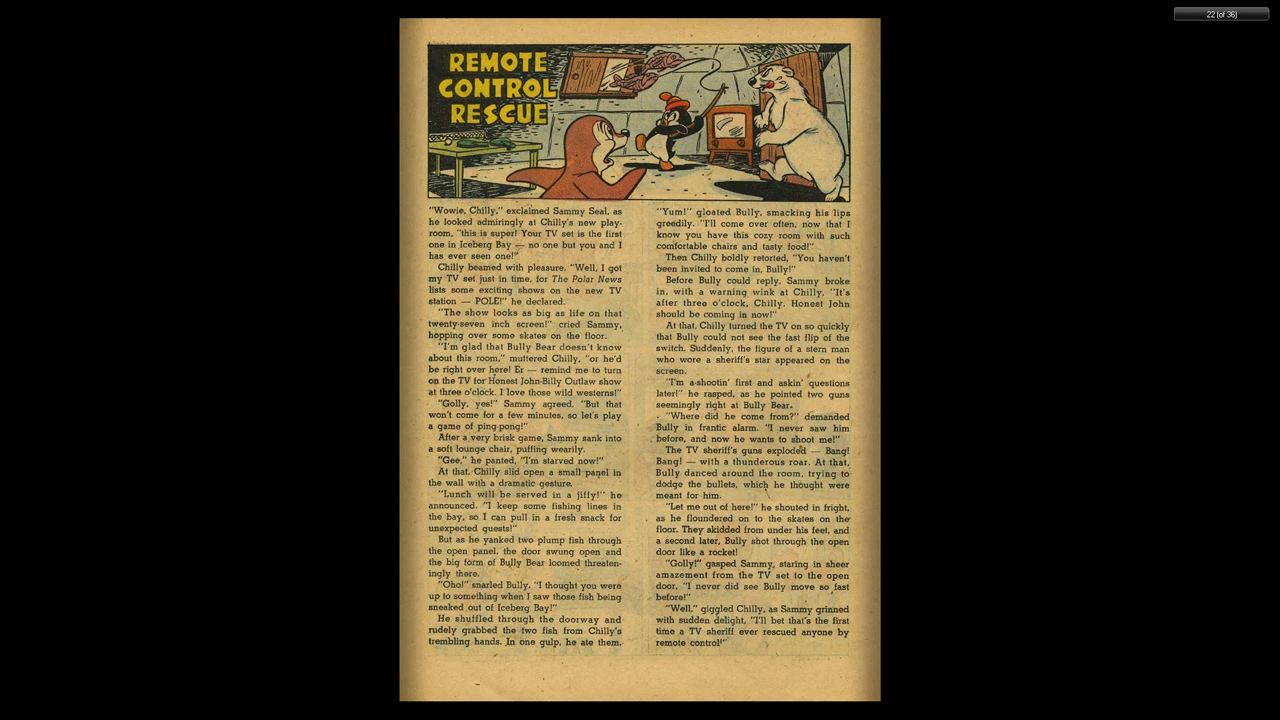 22 (of 36)
REMOTE
CONTROL
RESCUE
"Wowie, Chilly," exclaimed Sammy Seal, as
he looked admiringly at Chilly's new play-
room, "this is super! Your TV set is the first
one in Iceberg Bay — no one but you and I
has ever seen one!"
Chilly beamed with pleasure. "Well, I got
my TV set just in time, for The Polar News
lists some exciting shows on the new TV
station — POLE!" he declared.
"The show looks as big as life on that
twenty-seven inch screen!" cried Sammy,
hopping over some skates on the floor.
"I'm glad that Bully Bear doesn't know
about this room," muttered Chilly, "or he'd
be right over here! Er — remind me to turn
on the TV for Honest John-Billy Outlaw show
at three o'clock. I love those wild westerns!"
"Golly, yes!" Sammy agreed. "But that
won't come for a few minutes, so let's play
a game of ping-pong!"
After a very brisk game, Sammy sank into
a soft lounge chair, puffing wearily.
"Gee," he panted, "I'm starved now!"
At that, Chilly slid open a small panel in
the wall with a dramatic gesture.
"Lunch will be served in a jiffy!" he
announced. "I keep some fishing lines in
the bay, so I can pull in a fresh snack for
unexpected guests!"
But as he yanked two plump fish through
the open panel, the door swung open and
the big form of Bully Bear loomed threaten-
ingly there.
"Oho!" snarled Bully. "I thought you were
up to something when I saw those fish being
sneaked out of Iceberg Bay!"
He shuffled through the doorway and
rudely grabbed the two fish from Chilly's
trembling hands. In one gulp, he ate them.
"Yum!" gloated Bully, smacking his lips
greedily. "I'll come over often, now that I
know you have this cozy room with such
comfortable chairs and tasty food!"
Then Chilly boldly retorted, "You haven't
been invited to come in, Bully!"
Before Bully could reply, Sammy broke
in, with a warning wink at Chilly, "It's
after three o'clock, Chilly. Honest John
should be coming in now!"
At that, Chilly turned the TV on so quickly
that Bully could not see the fast flip of the
switch. Suddenly, the figure of a stern man
who wore a sheriff's star appeared on the
screen.
"I'm a-shootin' first and askin' questions
later!" he rasped, as he pointed two guns
seemingly right at Bully Bear.
"Where did he come from?" demanded
Bully in frantic alarm. "I never saw him
before, and now he wants to shoot me!"
The TV sheriff's guns exploded — Bang!
Bang! — with a thunderous roar. At that,
Bully danced around the room, trying to
dodge the bullets, which he thought were
meant for him.
"Let me out of here!" he shouted in fright,
as he floundered on to the skates on the
floor. They skidded from under his feet, and
a second later, Bully shot through the open
door like a rocket!
"Golly!" gasped Sammy, staring in sheer
amazement from the TV set to the open
door, "I never did see Bully move so fast
before!"
"Well," giggled Chilly, as Sammy grinned
with sudden delight, "I'll bet that's the first
time a TV sheriff ever rescued anyone by
remote control!"